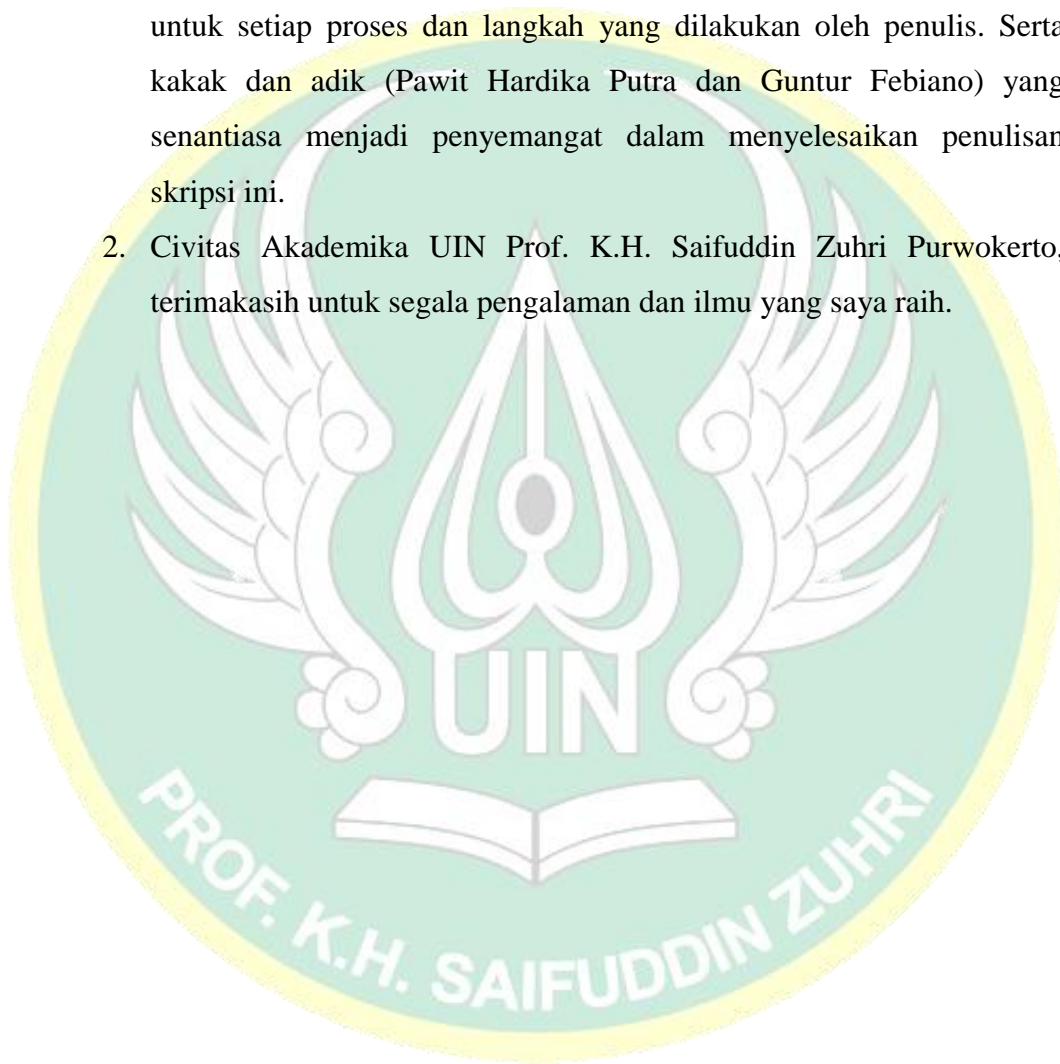 untuk setiap proses dan langkah yang dilakukan oleh penulis. Serta
kakak dan adik (Pawit Hardika Putra dan Guntur Febiano) yang
senantiasa menjadi penyemangat dalam menyelesaikan penulisan
skripsi ini.
2. Civitas Akademika UIN Prof. K.H. Saifuddin Zuhri Purwokerto,
terimakasih untuk segala pengalaman dan ilmu yang saya raih.
UIN
PROF. K.H. SAIFUDDIN ZUHRI